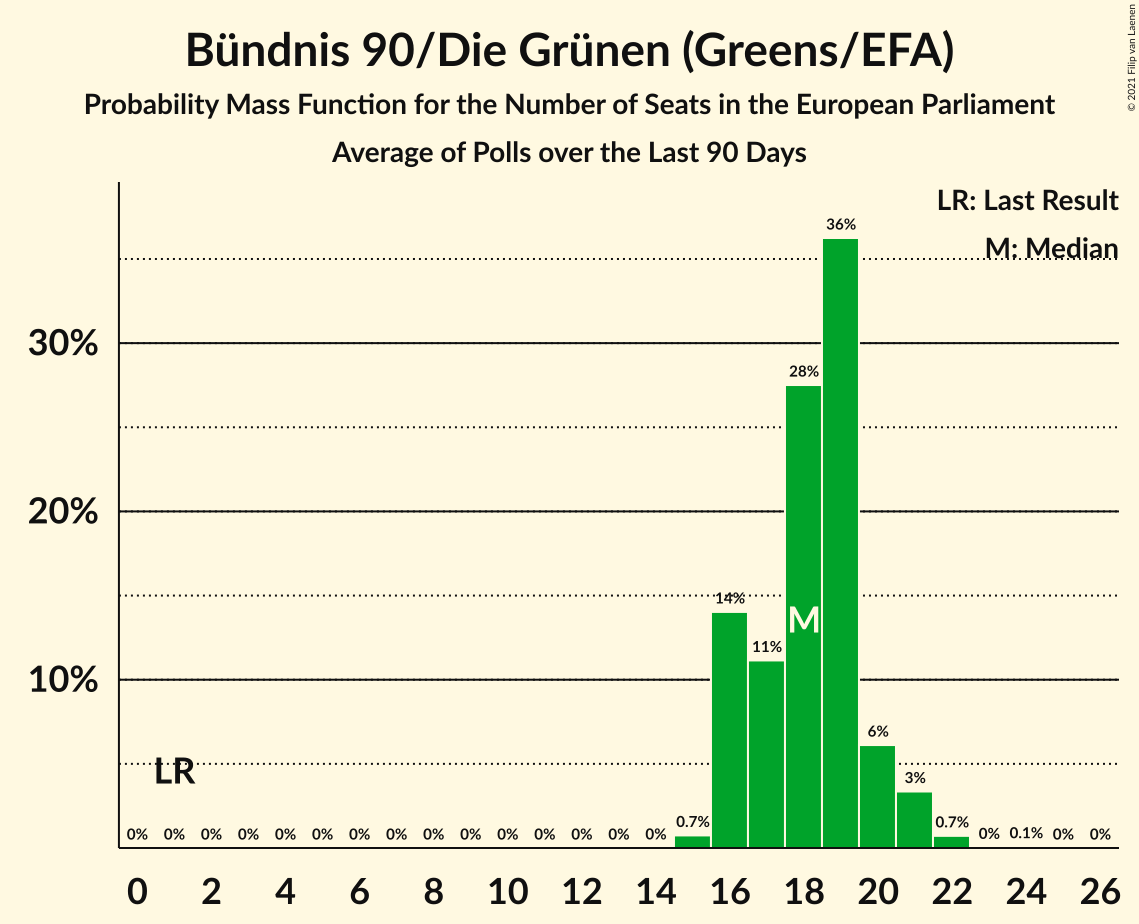 Bündnis 90/Die Grünen (Greens/EFA)
Probability Mass Function for the Number of Seats in the European Parliament
Average of Polls over the Last 90 Days
© 2021 Filip van Laenen
LR: Last Result
M: Median
36%
30%
28%
20%
14%
M
11%
10%
6%
LR
3%
0% 0% 0% 0% 0% 0% 0% 0% 0% 0% 0% 0% 0% 0% 0% 0.7% 0.7% 0% 0.1% 0% 0%
0 2 4 6 8 10 12 14 16 18 20 22 24 26